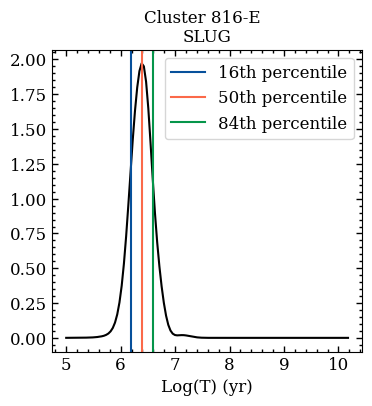 Cluster 816-E
SLUG
16th percentile
50th percentile
84th percentile
2.00
1.75
1.50
1.25
1.00
0.75
0.50
0.25
0.00
5 6 7 8 9 10
Log(T) (yr)